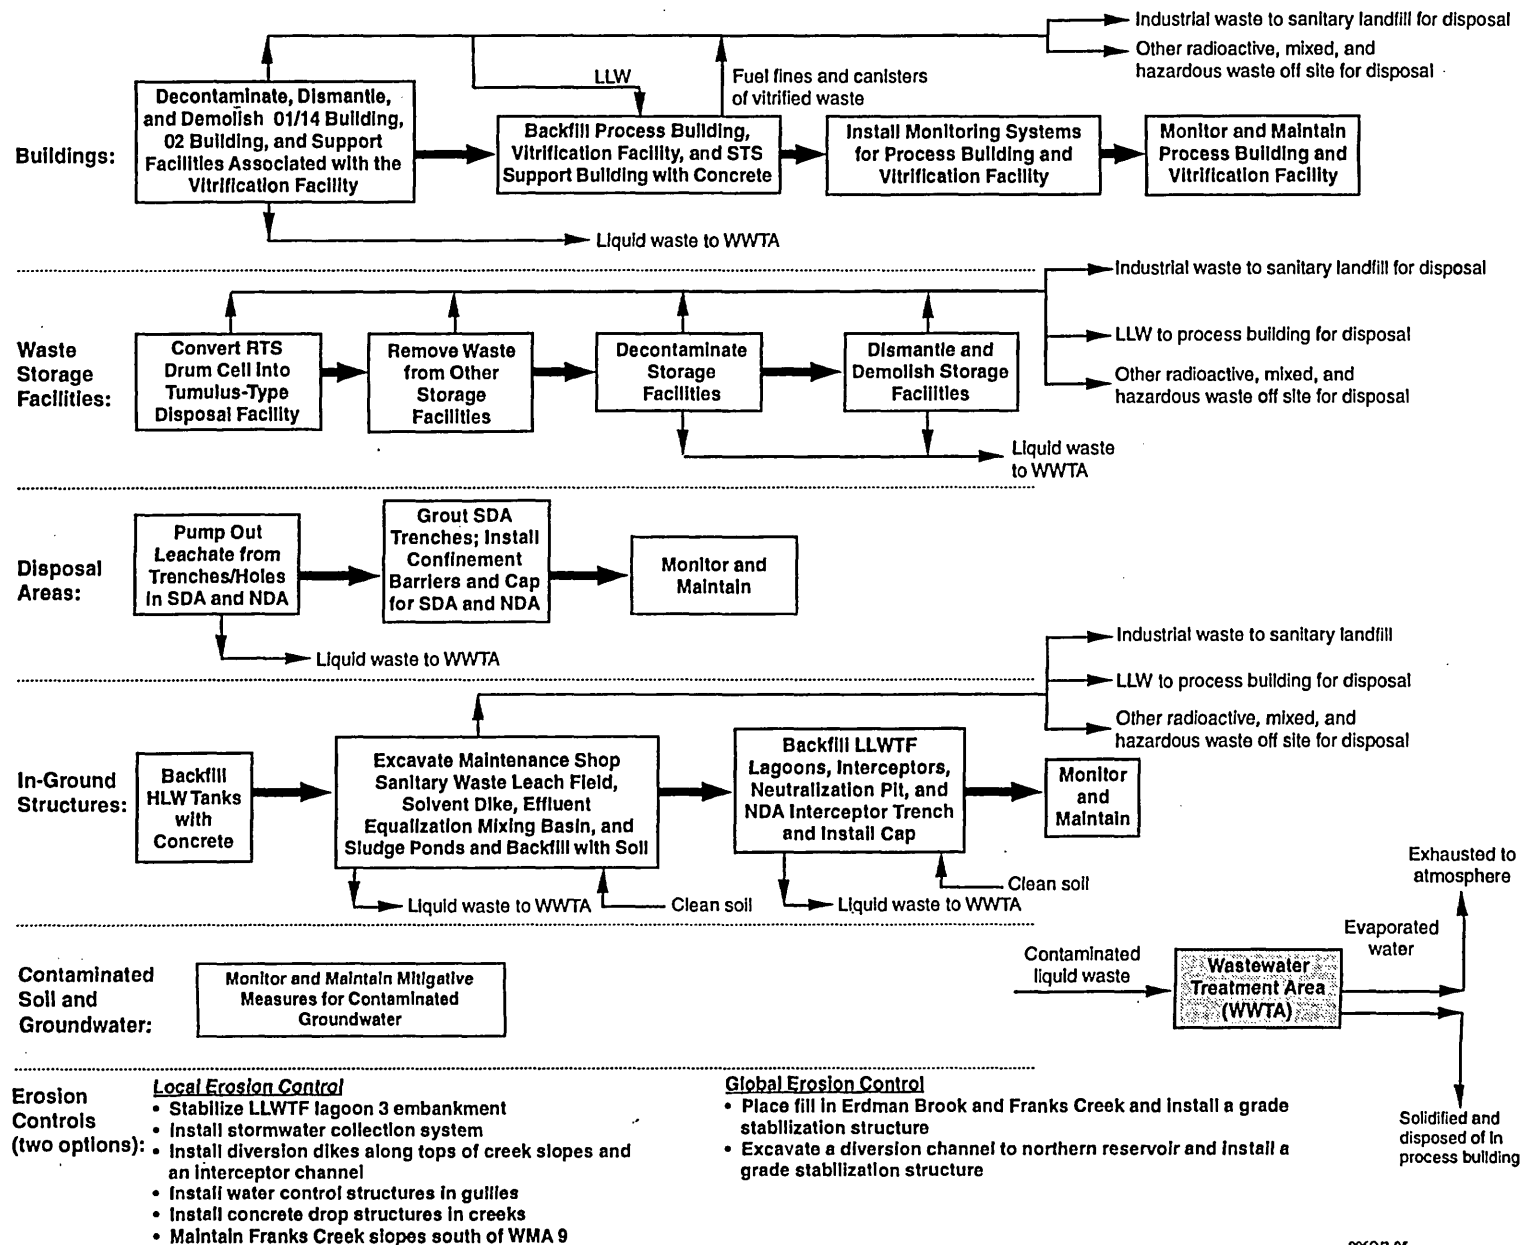 Industrial waste to sanitary landfill for disposal
Other radioactive, mixed, and
hazardous waste off site for disposal
LLW
Fuel fines and canisters
of vitrified waste
Buildings:
Decontaminate, Dismantle,
and Demolish 01/14 Building,
02 Building, and Support
Facilities Associated with the
Vitrification Facility
Backfill Process Building,
Vitrification Facility, and STS
Support Building with Concrete
Install Monitoring Systems
for Process Building and
Vitrification Facility
Monitor and Maintain
Process Building and
Vitrification Facility
Liquid waste to WWTA
Industrial waste to sanitary landfill for disposal
LLW to process building for disposal
Other radioactive, mixed, and
hazardous waste off site for disposal
Waste
Storage
Facilities:
Convert RTS
Drum Cell Into
Tumulus-Type
Disposal Facility
Remove Waste
from Other
Storage
Facilities
Decontaminate
Storage
Facilities
Dismantle and
Demolish Storage
Facilities
Liquid waste
to WWTA
Disposal
Areas:
Pump Out
Leachate from
Trenches/Holes
in SDA and NDA
Grout SDA
Trenches; Install
Confinement
Barriers and Cap
for SDA and NDA
Monitor and
Maintain
Liquid waste to WWTA
Industrial waste to sanitary landfill
LLW to process building for disposal
Other radioactive, mixed, and
hazardous waste off site for disposal
In-Ground
Structures:
Backfill
HLW Tanks
with
Concrete
Excavate Maintenance Shop
Sanitary Waste Leach Field,
Solvent Dike, Effluent
Equalization Mixing Basin, and
Sludge Ponds and Backfill with Soil
Backfill LLWTF
Lagoons, Interceptors,
Neutralization Pit, and
NDA Interceptor Trench
and Install Cap
Monitor
and
Maintain
Liquid waste to WWTA
Clean soil
Liquid waste to WWTA
Clean soil
Contaminated
Soil and
Groundwater:
Monitor and Maintain Mitigative
Measures for Contaminated
Groundwater
Contaminated
liquid waste
Wastewater
Treatment Area
(WWTA)
Evaporated
water
Exhausted to
atmosphere
Solidified and
disposed of in
process building
Erosion
Controls
(two options):
Local Erosion Control
• Stabilize LLWTF lagoon 3 embankment
• Install stormwater collection system
• Install diversion dikes along tops of creek slopes and
an interceptor channel
• Install water control structures in gullies
• Install concrete drop structures in creeks
• Maintain Franks Creek slopes south of WMA 9
Global Erosion Control
• Place fill in Erdman Brook and Franks Creek and install a grade
stabilization structure
• Excavate a diversion channel to northern reservoir and install a
grade stabilization structure